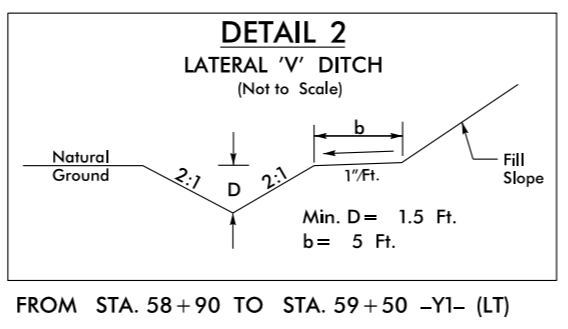 DETAIL 2
LATERAL 'V' DITCH
(Not to Scale)
b
Natural
Ground
2:1
D
2:1
1"/Ft.
Fill
Slope
Min. D= 1.5 Ft.
b= 5 Ft.
FROM STA. 58+90 TO STA. 59+50 -Y1- (LT)